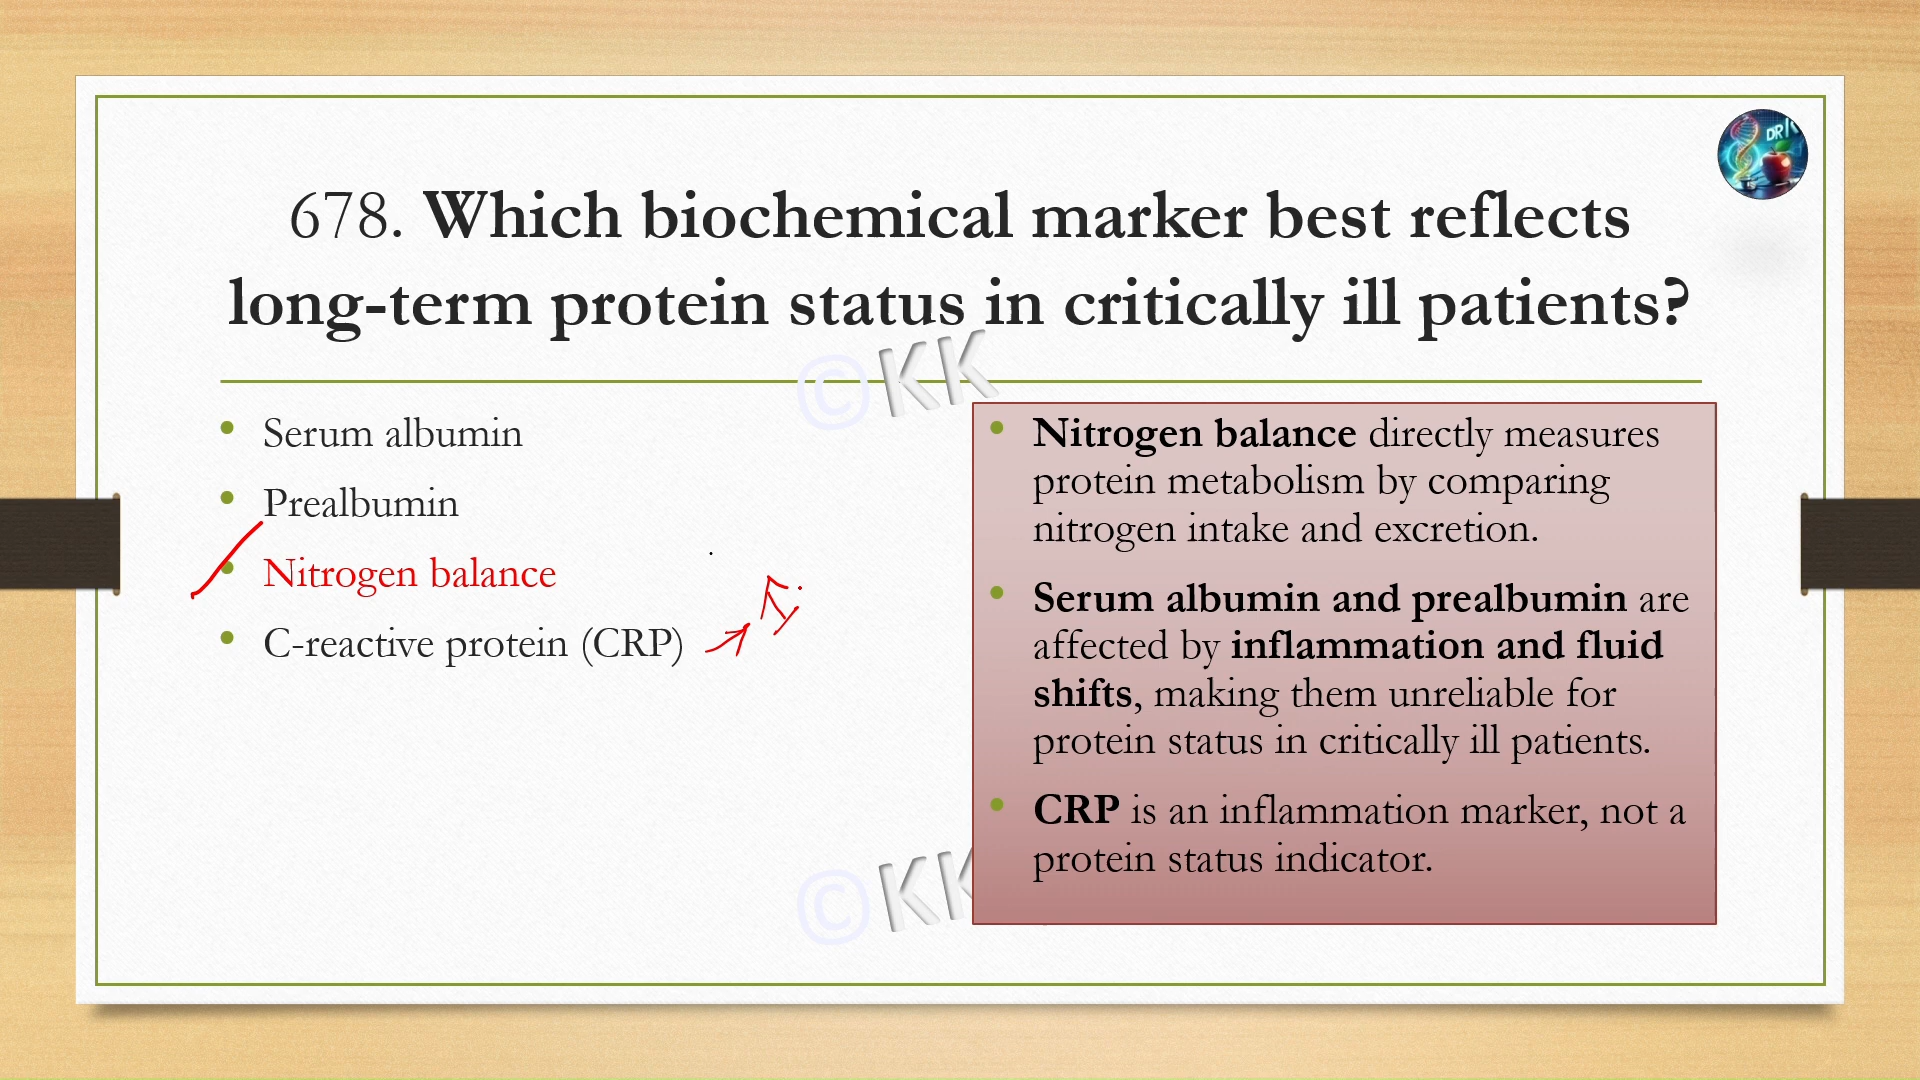 DR K
678. Which biochemical marker best reflects
long-term protein status in critically ill patients?
©KK
• Serum albumin
• Prealbumin
• Nitrogen balance
• C-reactive protein (CRP)
• Nitrogen balance directly measures
protein metabolism by comparing
nitrogen intake and excretion.
• Serum albumin and prealbumin are
affected by inflammation and fluid
shifts, making them unreliable for
protein status in critically ill patients.
• CRP is an inflammation marker, not a
protein status indicator.
©KK